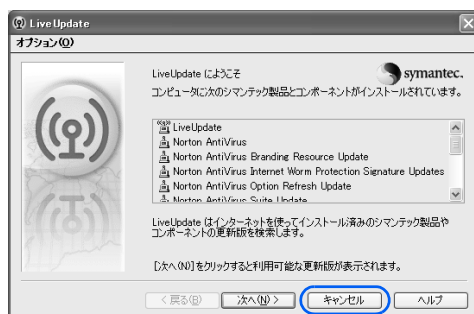 LiveUpdate
オプション(O)
LiveUpdate にようこそ
symantec.
コンピュータに次のシマンテック製品とコンポーネントがインストールされています。
LiveUpdate
Norton AntiVirus
Norton AntiVirus Branding Resource Update
Norton AntiVirus Internet Worm Protection Signature Updates
Norton AntiVirus Option Refresh Update
Norton AntiVirus Suite Update
LiveUpdate はインターネットを使ってインストール済みのシマンテック製品や
コンポーネントの更新版を検索します。
[次へ(N)]をクリックすると利用可能な更新版が表示されます。
< 戻る(B) 次へ(N) > キャンセル ヘルプ